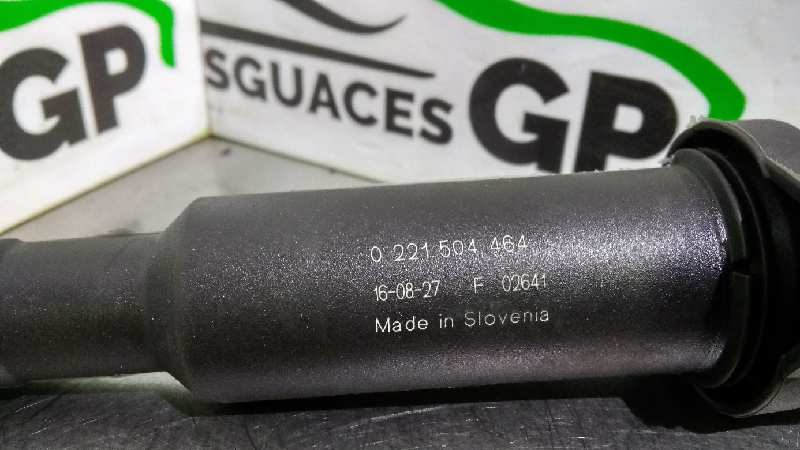 GP
SGUACES GP
0 221 504 464
16-08-27 F 02641
Made in Slovenia